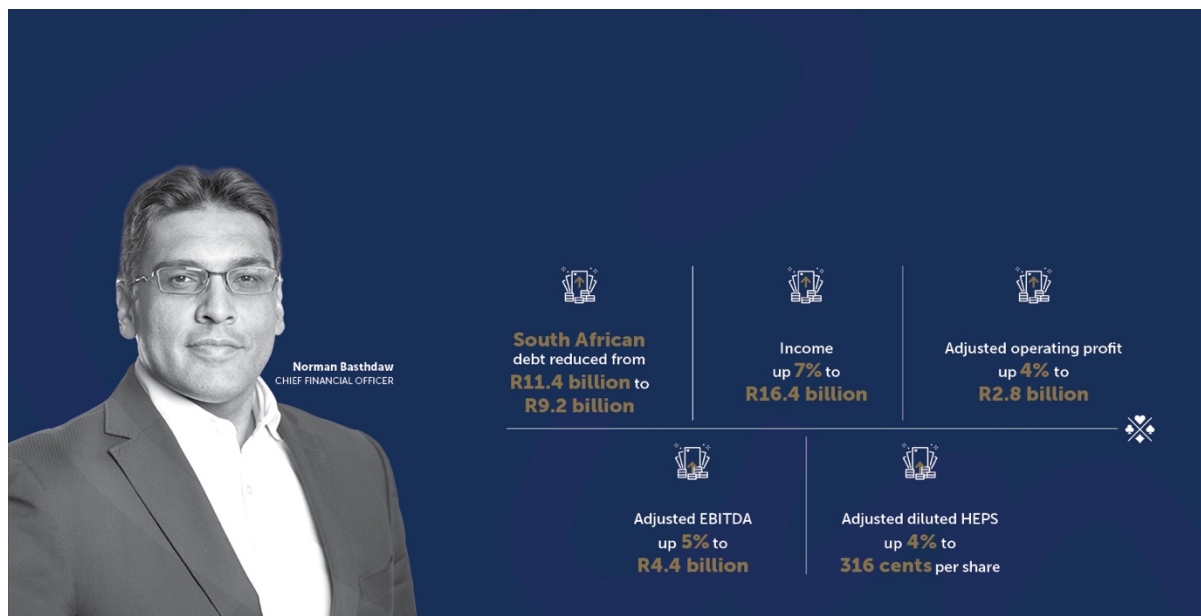 Norman Basthdaw
CHIEF FINANCIAL OFFICER
South African
debt reduced from
R11.4 billion to
R9.2 billion
Income
up 7% to
R16.4 billion
Adjusted operating profit
up 4% to
R2.8 billion
Adjusted EBITDA
up 5% to
R4.4 billion
Adjusted diluted HEPS
up 4% to
316 cents per share